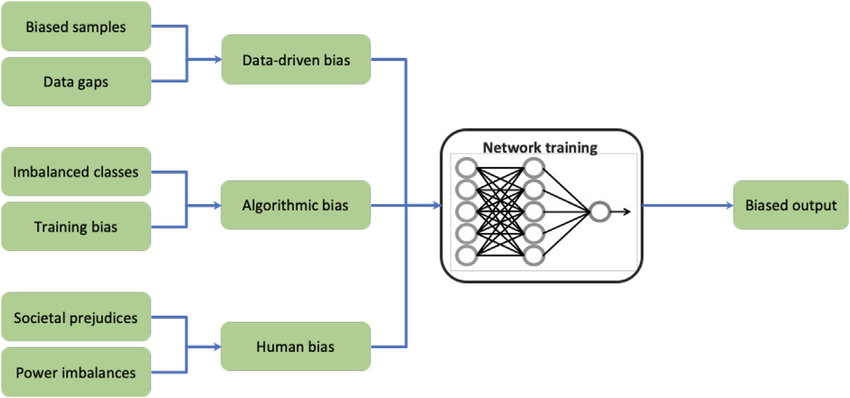 Biased samples
Data gaps
Data-driven bias
Imbalanced classes
Training bias
Algorithmic bias
Societal prejudices
Power imbalances
Human bias
Network training
Biased output